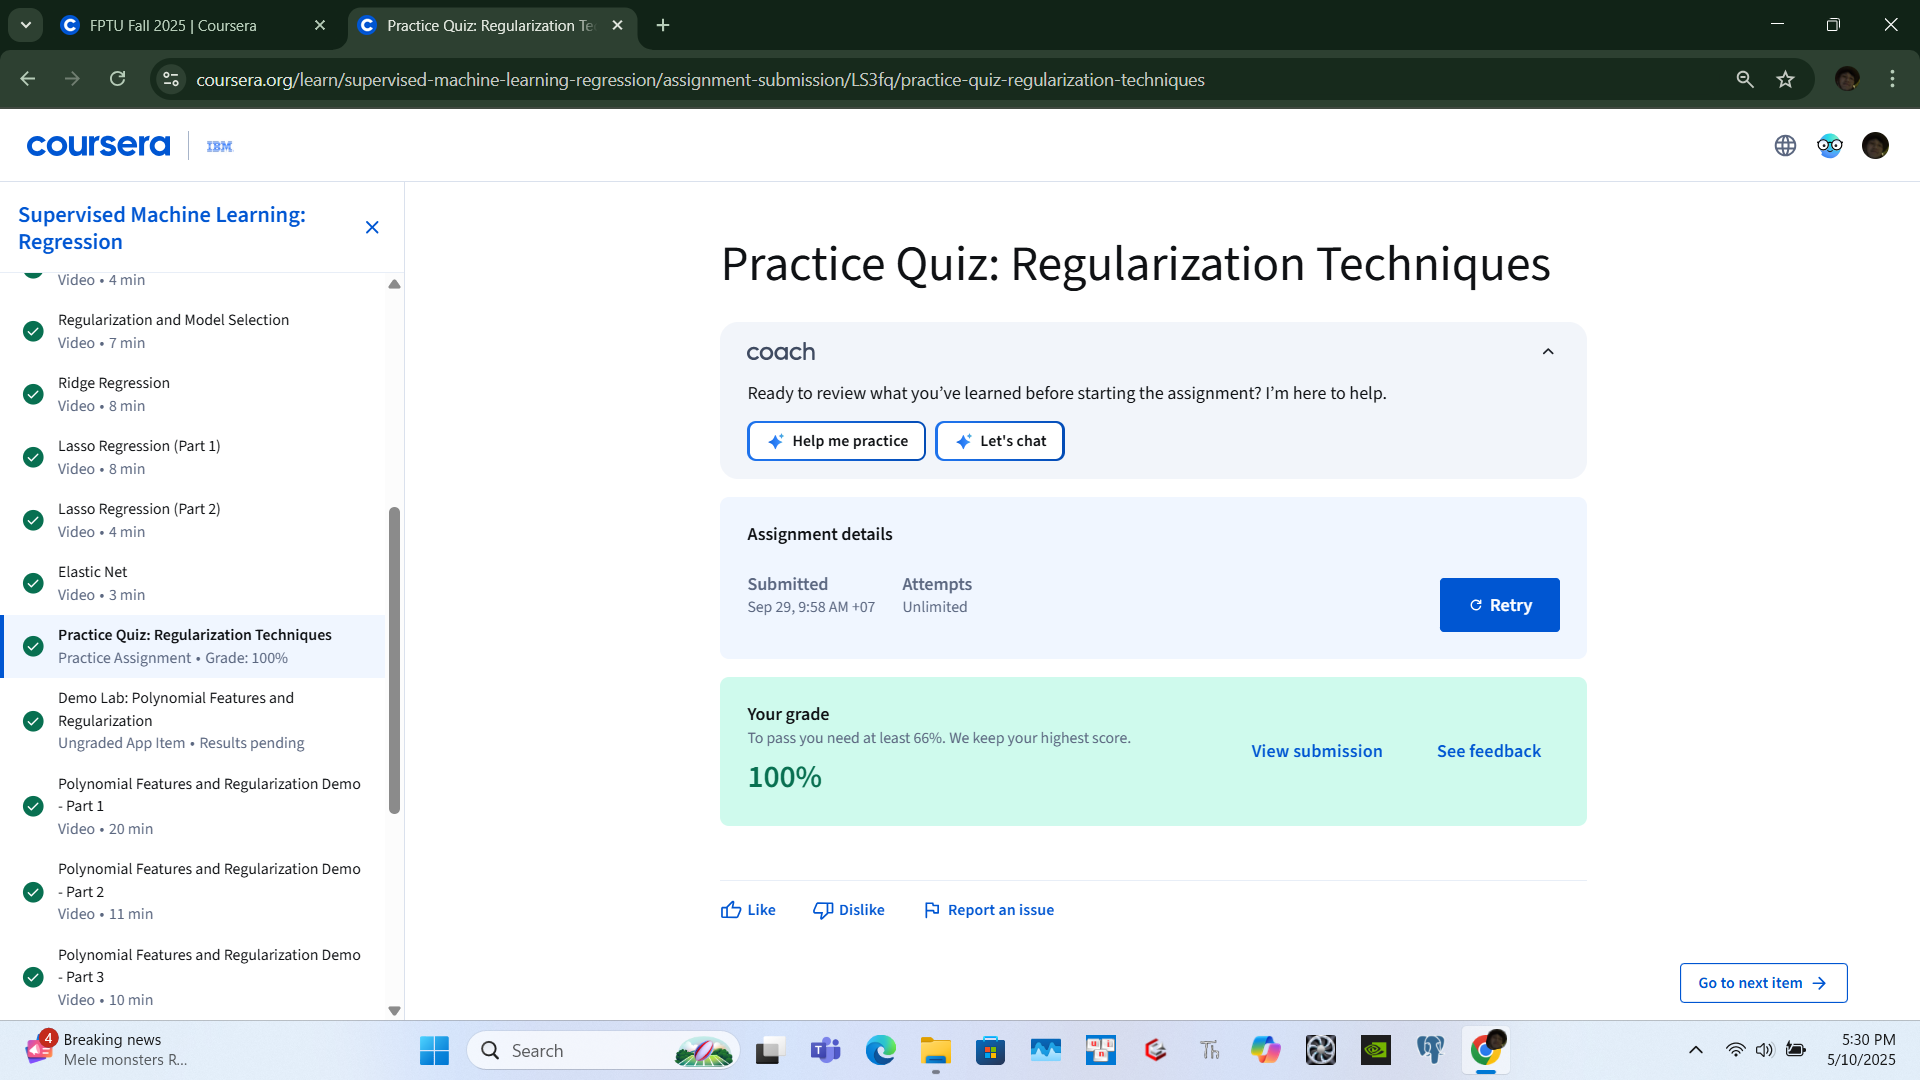 FPTU Fall 2025 | Coursera
Practice Quiz: Regularization Te
coursera.org/learn/supervised-machine-learning-regression/assignment-submission/LS3fq/practice-quiz-regularization-techniques
coursera
IBM
Supervised Machine Learning:
Regression
Video • 4 min
Regularization and Model Selection
Video • 7 min
Ridge Regression
Video • 8 min
Lasso Regression (Part 1)
Video • 8 min
Lasso Regression (Part 2)
Video • 4 min
Elastic Net
Video • 3 min
Practice Quiz: Regularization Techniques
Practice Assignment • Grade: 100%
Demo Lab: Polynomial Features and
Regularization
Ungraded App Item • Results pending
Polynomial Features and Regularization Demo
- Part 1
Video • 20 min
Polynomial Features and Regularization Demo
- Part 2
Video • 11 min
Polynomial Features and Regularization Demo
- Part 3
Video • 10 min
Practice Quiz: Regularization Techniques
coach
Ready to review what you’ve learned before starting the assignment? I’m here to help.
Help me practice
Let's chat
Assignment details
Submitted
Attempts
Sep 29, 9:58 AM +07
Unlimited
Retry
Your grade
To pass you need at least 66%. We keep your highest score.
100%
View submission
See feedback
Like
Dislike
Report an issue
Go to next item
4
Breaking news
Mele monsters R...
Search
Th
5:30 PM
5/10/2025